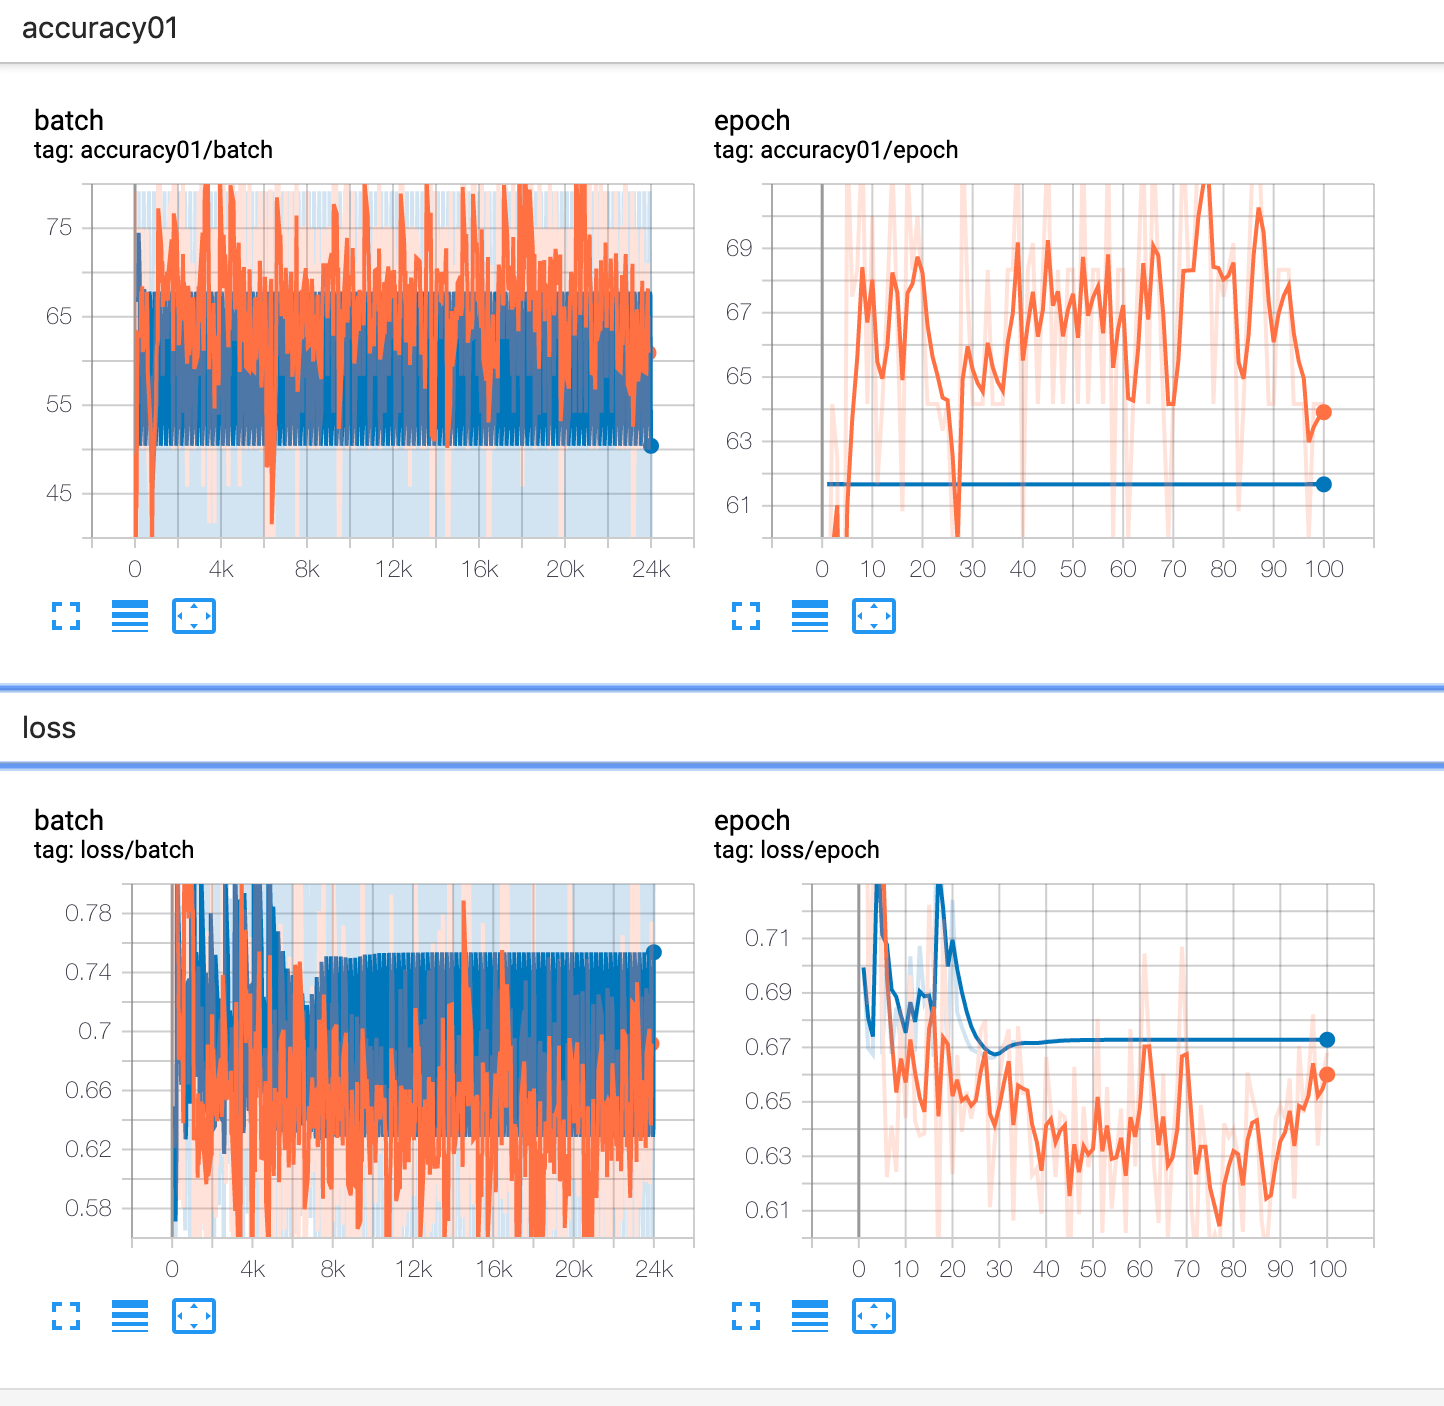 accuracy01
batch
tag: accuracy01/batch
75
65
55
45
0 4k 8k 12k 16k 20k 24k
epoch
tag: accuracy01/epoch
69
67
65
63
61
0 10 20 30 40 50 60 70 80 90 100
loss
batch
tag: loss/batch
0.78
0.74
0.7
0.66
0.62
0.58
0 4k 8k 12k 16k 20k 24k
epoch
tag: loss/epoch
0.71
0.69
0.67
0.65
0.63
0.61
0 10 20 30 40 50 60 70 80 90 100